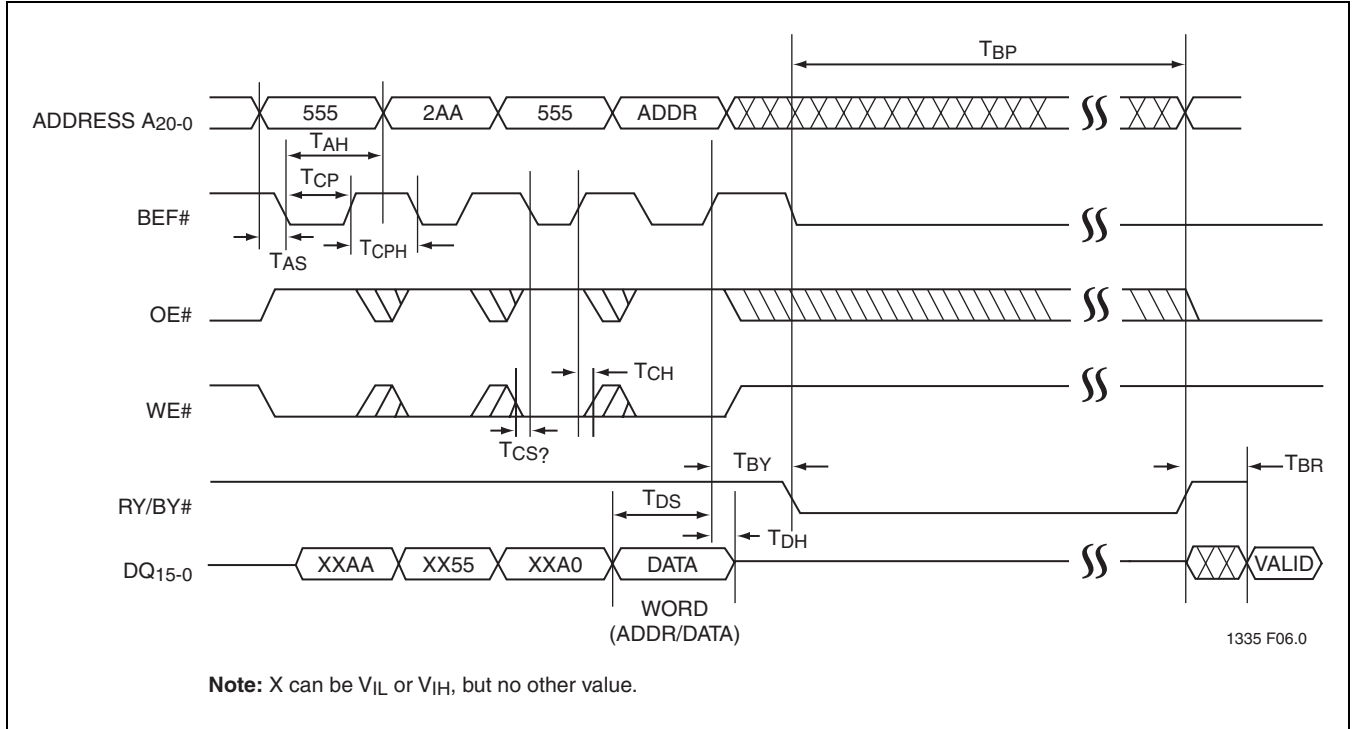 TBP
ADDRESS A20-0
555
2AA
555
ADDR
TAH
TCP
BEF#
TAS
TCPH
OE#
TCH
WE#
TCS?
TBY
TBR
RY/BY#
TDS
TDH
DQ15-0
XXAA
XX55
XXA0
DATA
VALID
WORD
(ADDR/DATA)
1335 F06.0
Note: X can be VIL or VIH, but no other value.